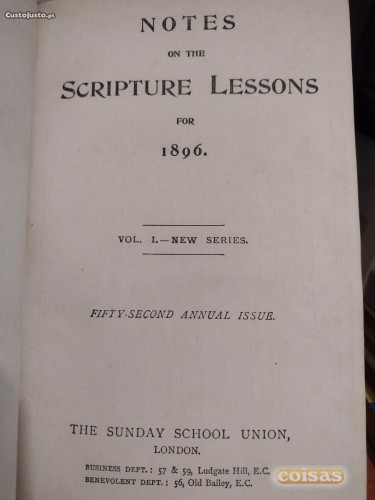 CustoJusto.pt
NOTES
ON THE
SCRIPTURE LESSONS
FOR
1896.
VOL. I.—NEW SERIES.
FIFTY-SECOND ANNUAL ISSUE.
THE SUNDAY SCHOOL UNION,
LONDON.
BUSINESS DEPT.: 57 & 59, Ludgate Hill, E.C.
BENEVOLENT DEPT.: 56, Old Bailey, E.C.
coisas